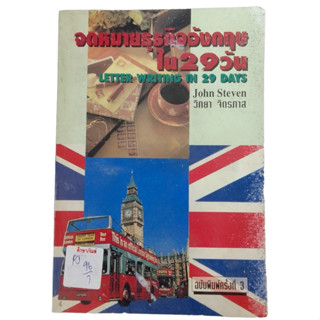 จดหมายธุรกิจอังกฤษ
ใน 29 วัน
LETTER WRITING IN 29 DAYS
John Steven
วิทยา จิตรภาส
ฉบับพิมพ์ครั้งที่ 3